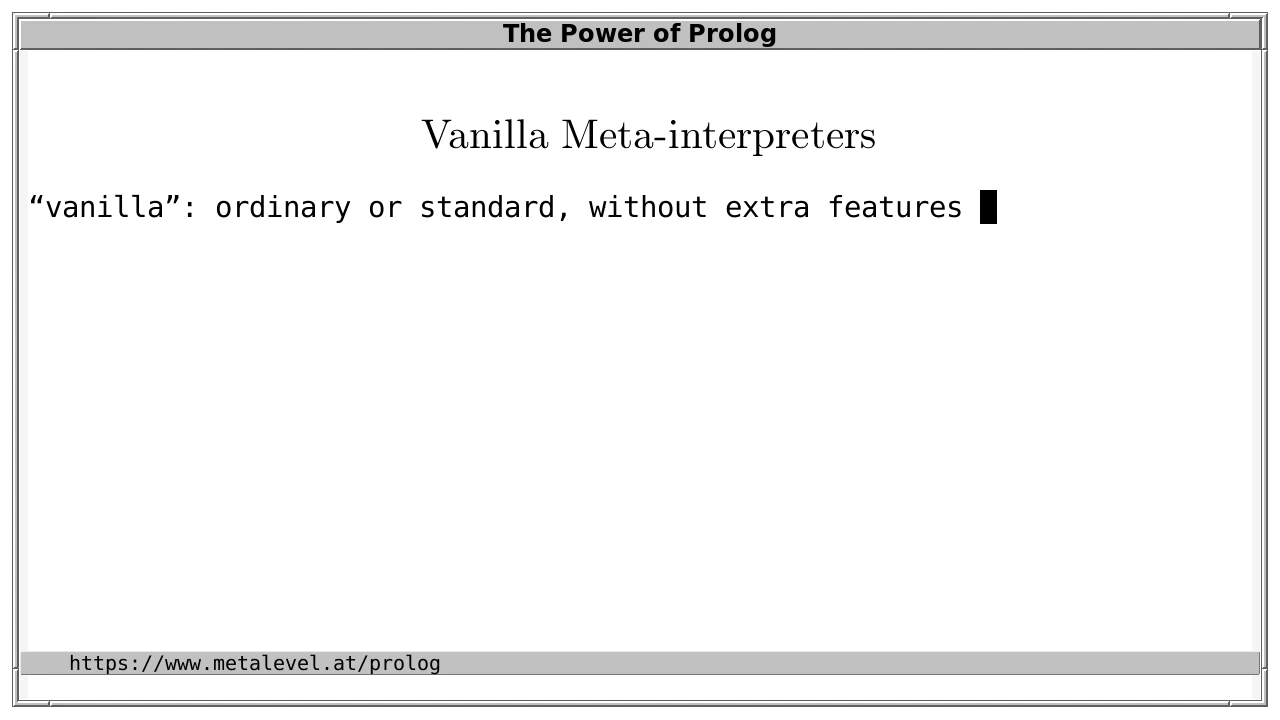 The Power of Prolog
Vanilla Meta-interpreters
“vanilla”: ordinary or standard, without extra features
https://www.metalevel.at/prolog